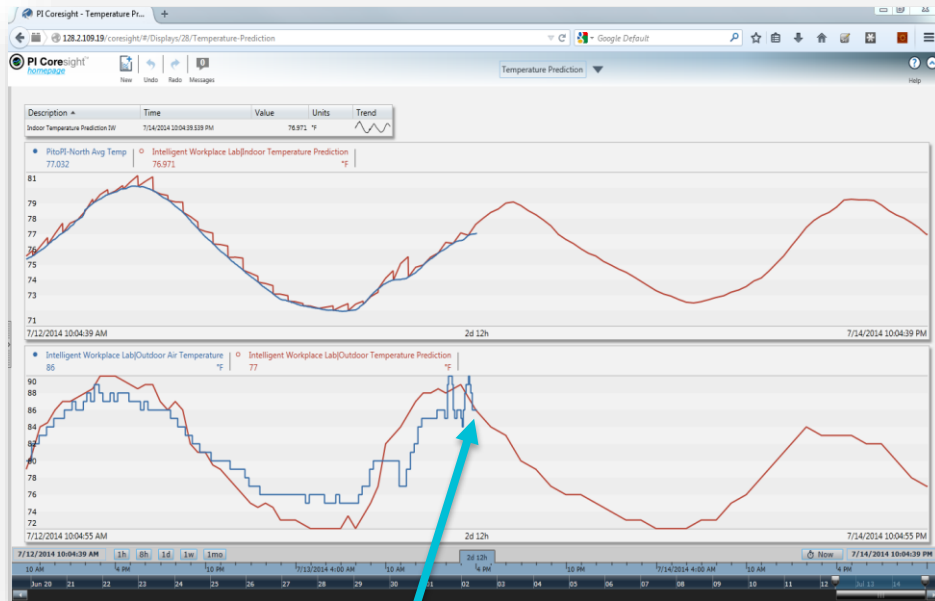 PI Coresight - Temperature Pr...
128.2.109.19/coresight/#/Displays/28/Temperature-Prediction
Google Default
PI Coresight™
homepage
New Undo Redo Messages
0
Temperature Prediction
Help
Description Time Value Units Trend
Indoor Temperature Prediction IW 7/14/2014 10:04:39.539 PM 76.971 °F
PitoPI-North Avg Temp Intelligent Workplace Lab|Indoor Temperature Prediction
77.032 76.971 °F
81
79
78
77
76
75
74
73
71
7/12/2014 10:04:39 AM 2d 12h 7/14/2014 10:04:39 PM
Intelligent Workplace Lab|Outdoor Air Temperature Intelligent Workplace Lab|Outdoor Temperature Prediction
86 °F 77 °F
90
88
86
84
82
80
78
76
74
72
7/12/2014 10:04:55 AM 2d 12h 7/14/2014 10:04:55 PM
7/12/2014 10:04:39 AM 1h 8h 1d 1w 1mo 2d 12h Now 7/14/2014 10:04:39 PM
10 AM 4 PM 10 PM 7/13/2014 4:00 AM 10 AM 4 PM 10 PM 7/14/2014 4:00 AM 10 AM 4 PM
Jun 20 21 22 23 24 25 26 27 28 29 30 01 02 03 04 05 06 07 08 09 10 11 12 Jul 13 14